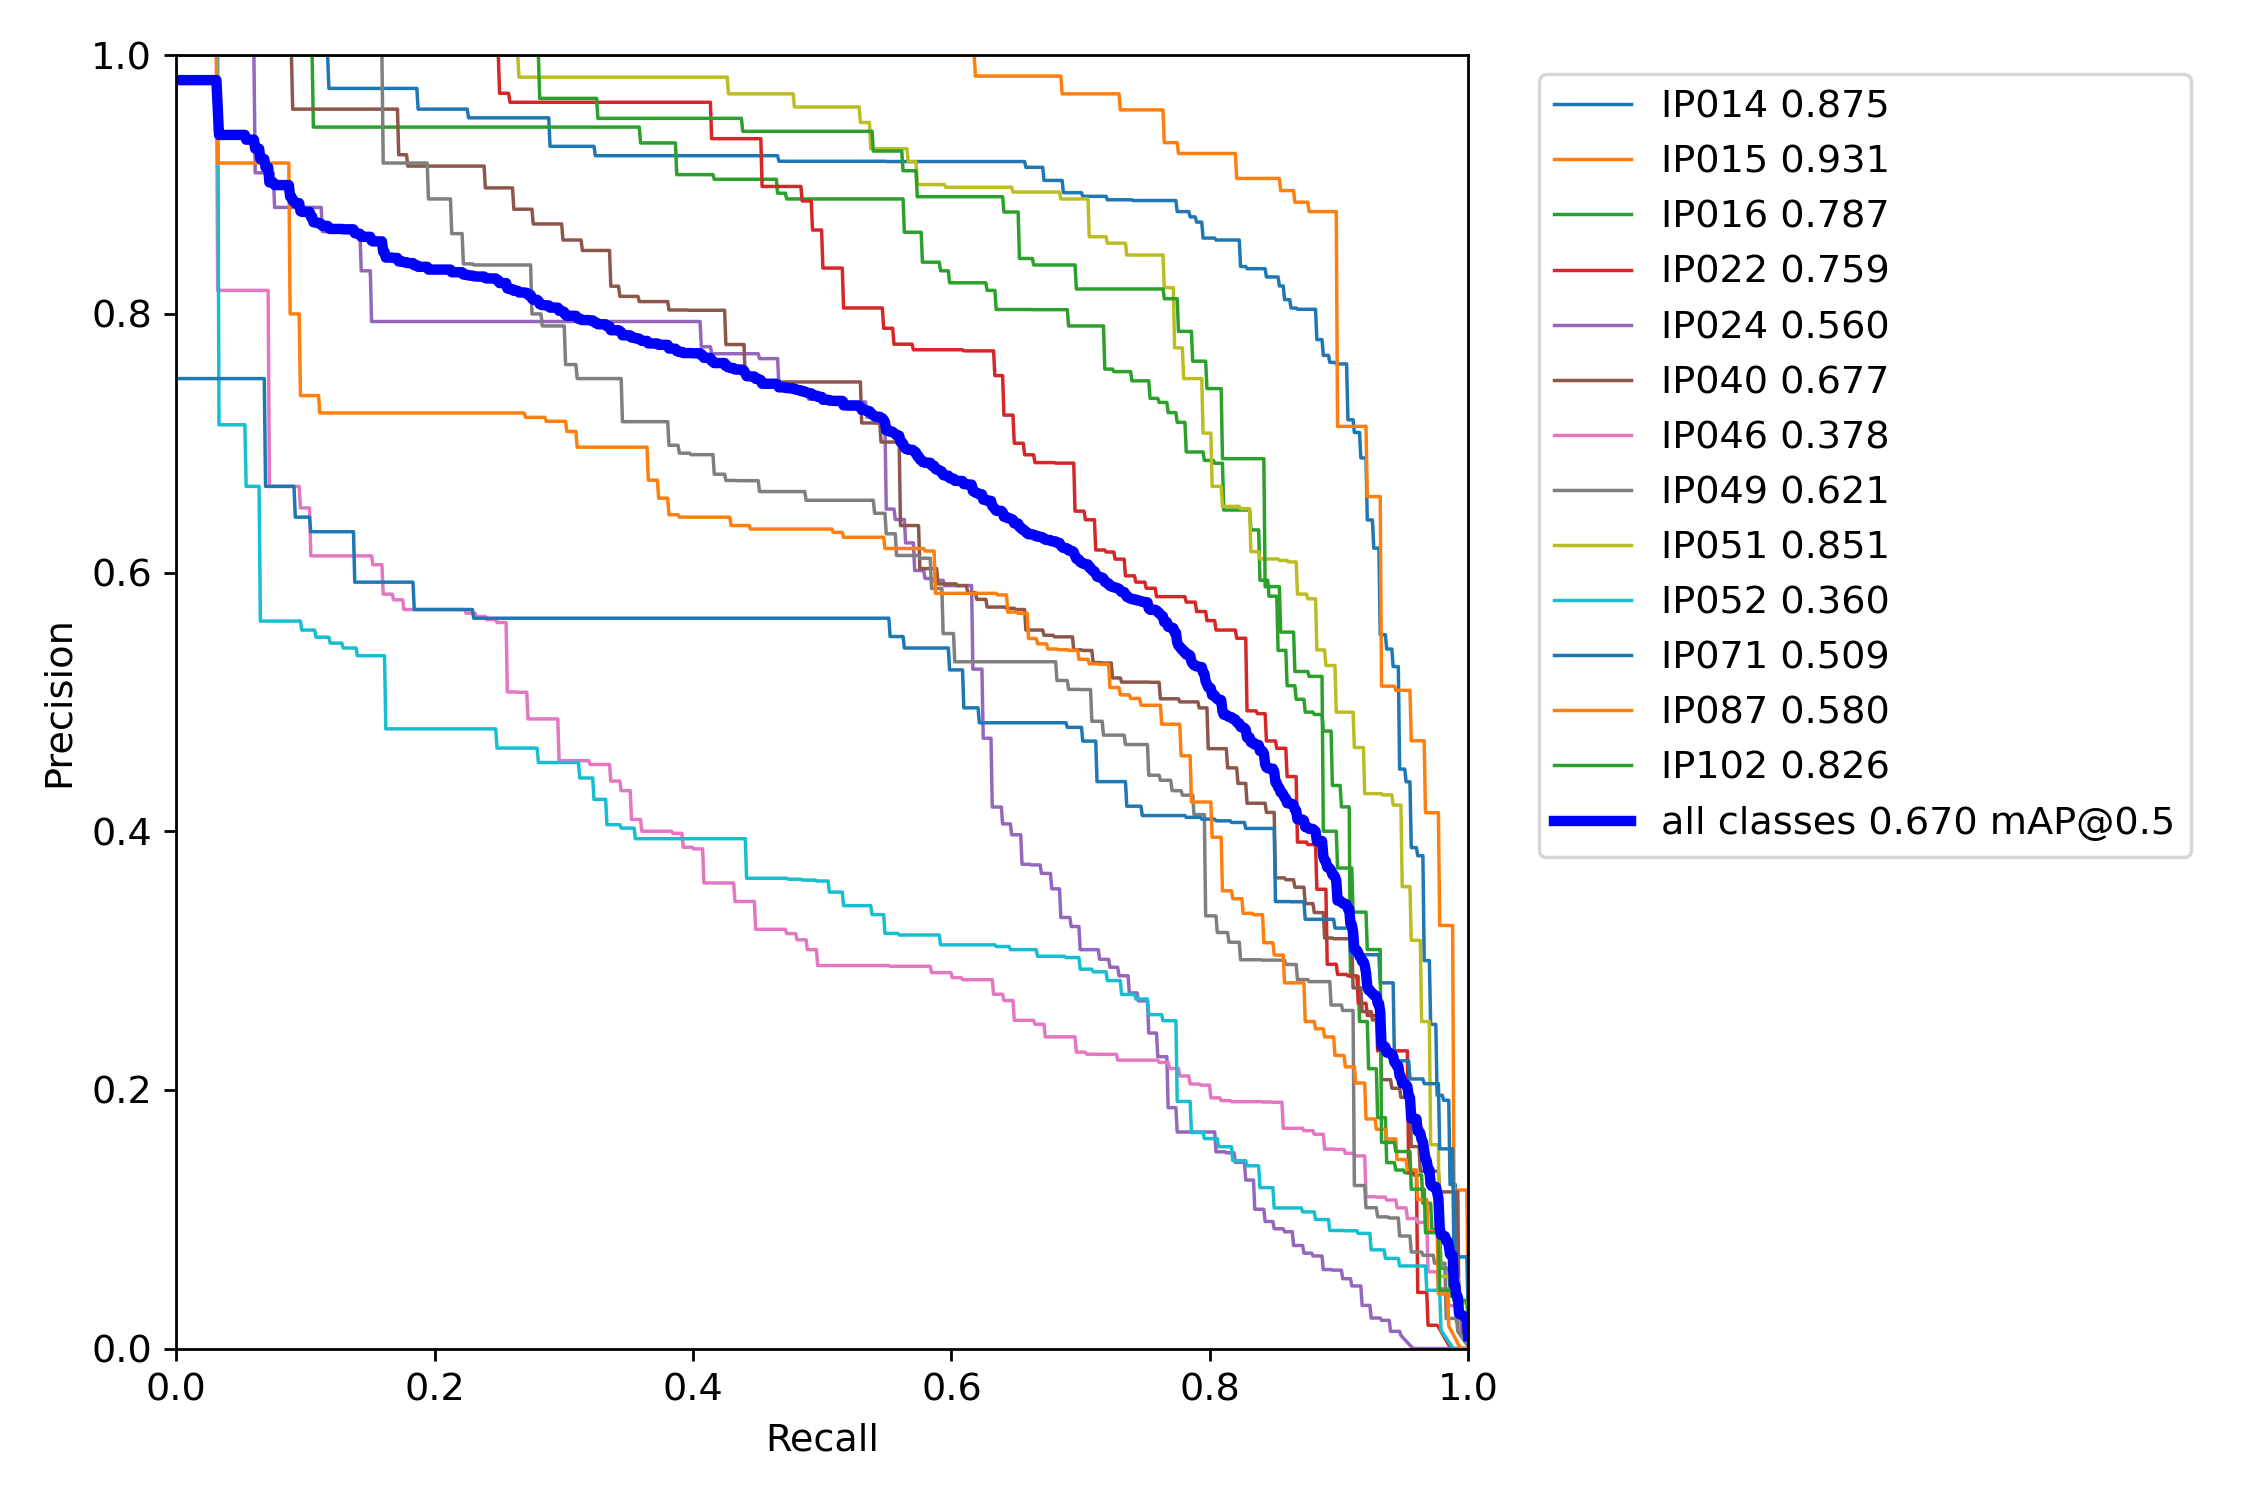 1.0
0.8
0.6
0.4
0.2
0.0
Precision
0.0 0.2 0.4 0.6 0.8 1.0
Recall
IP014 0.875
IP015 0.931
IP016 0.787
IP022 0.759
IP024 0.560
IP040 0.677
IP046 0.378
IP049 0.621
IP051 0.851
IP052 0.360
IP071 0.509
IP087 0.580
IP102 0.826
all classes 0.670 mAP@0.5